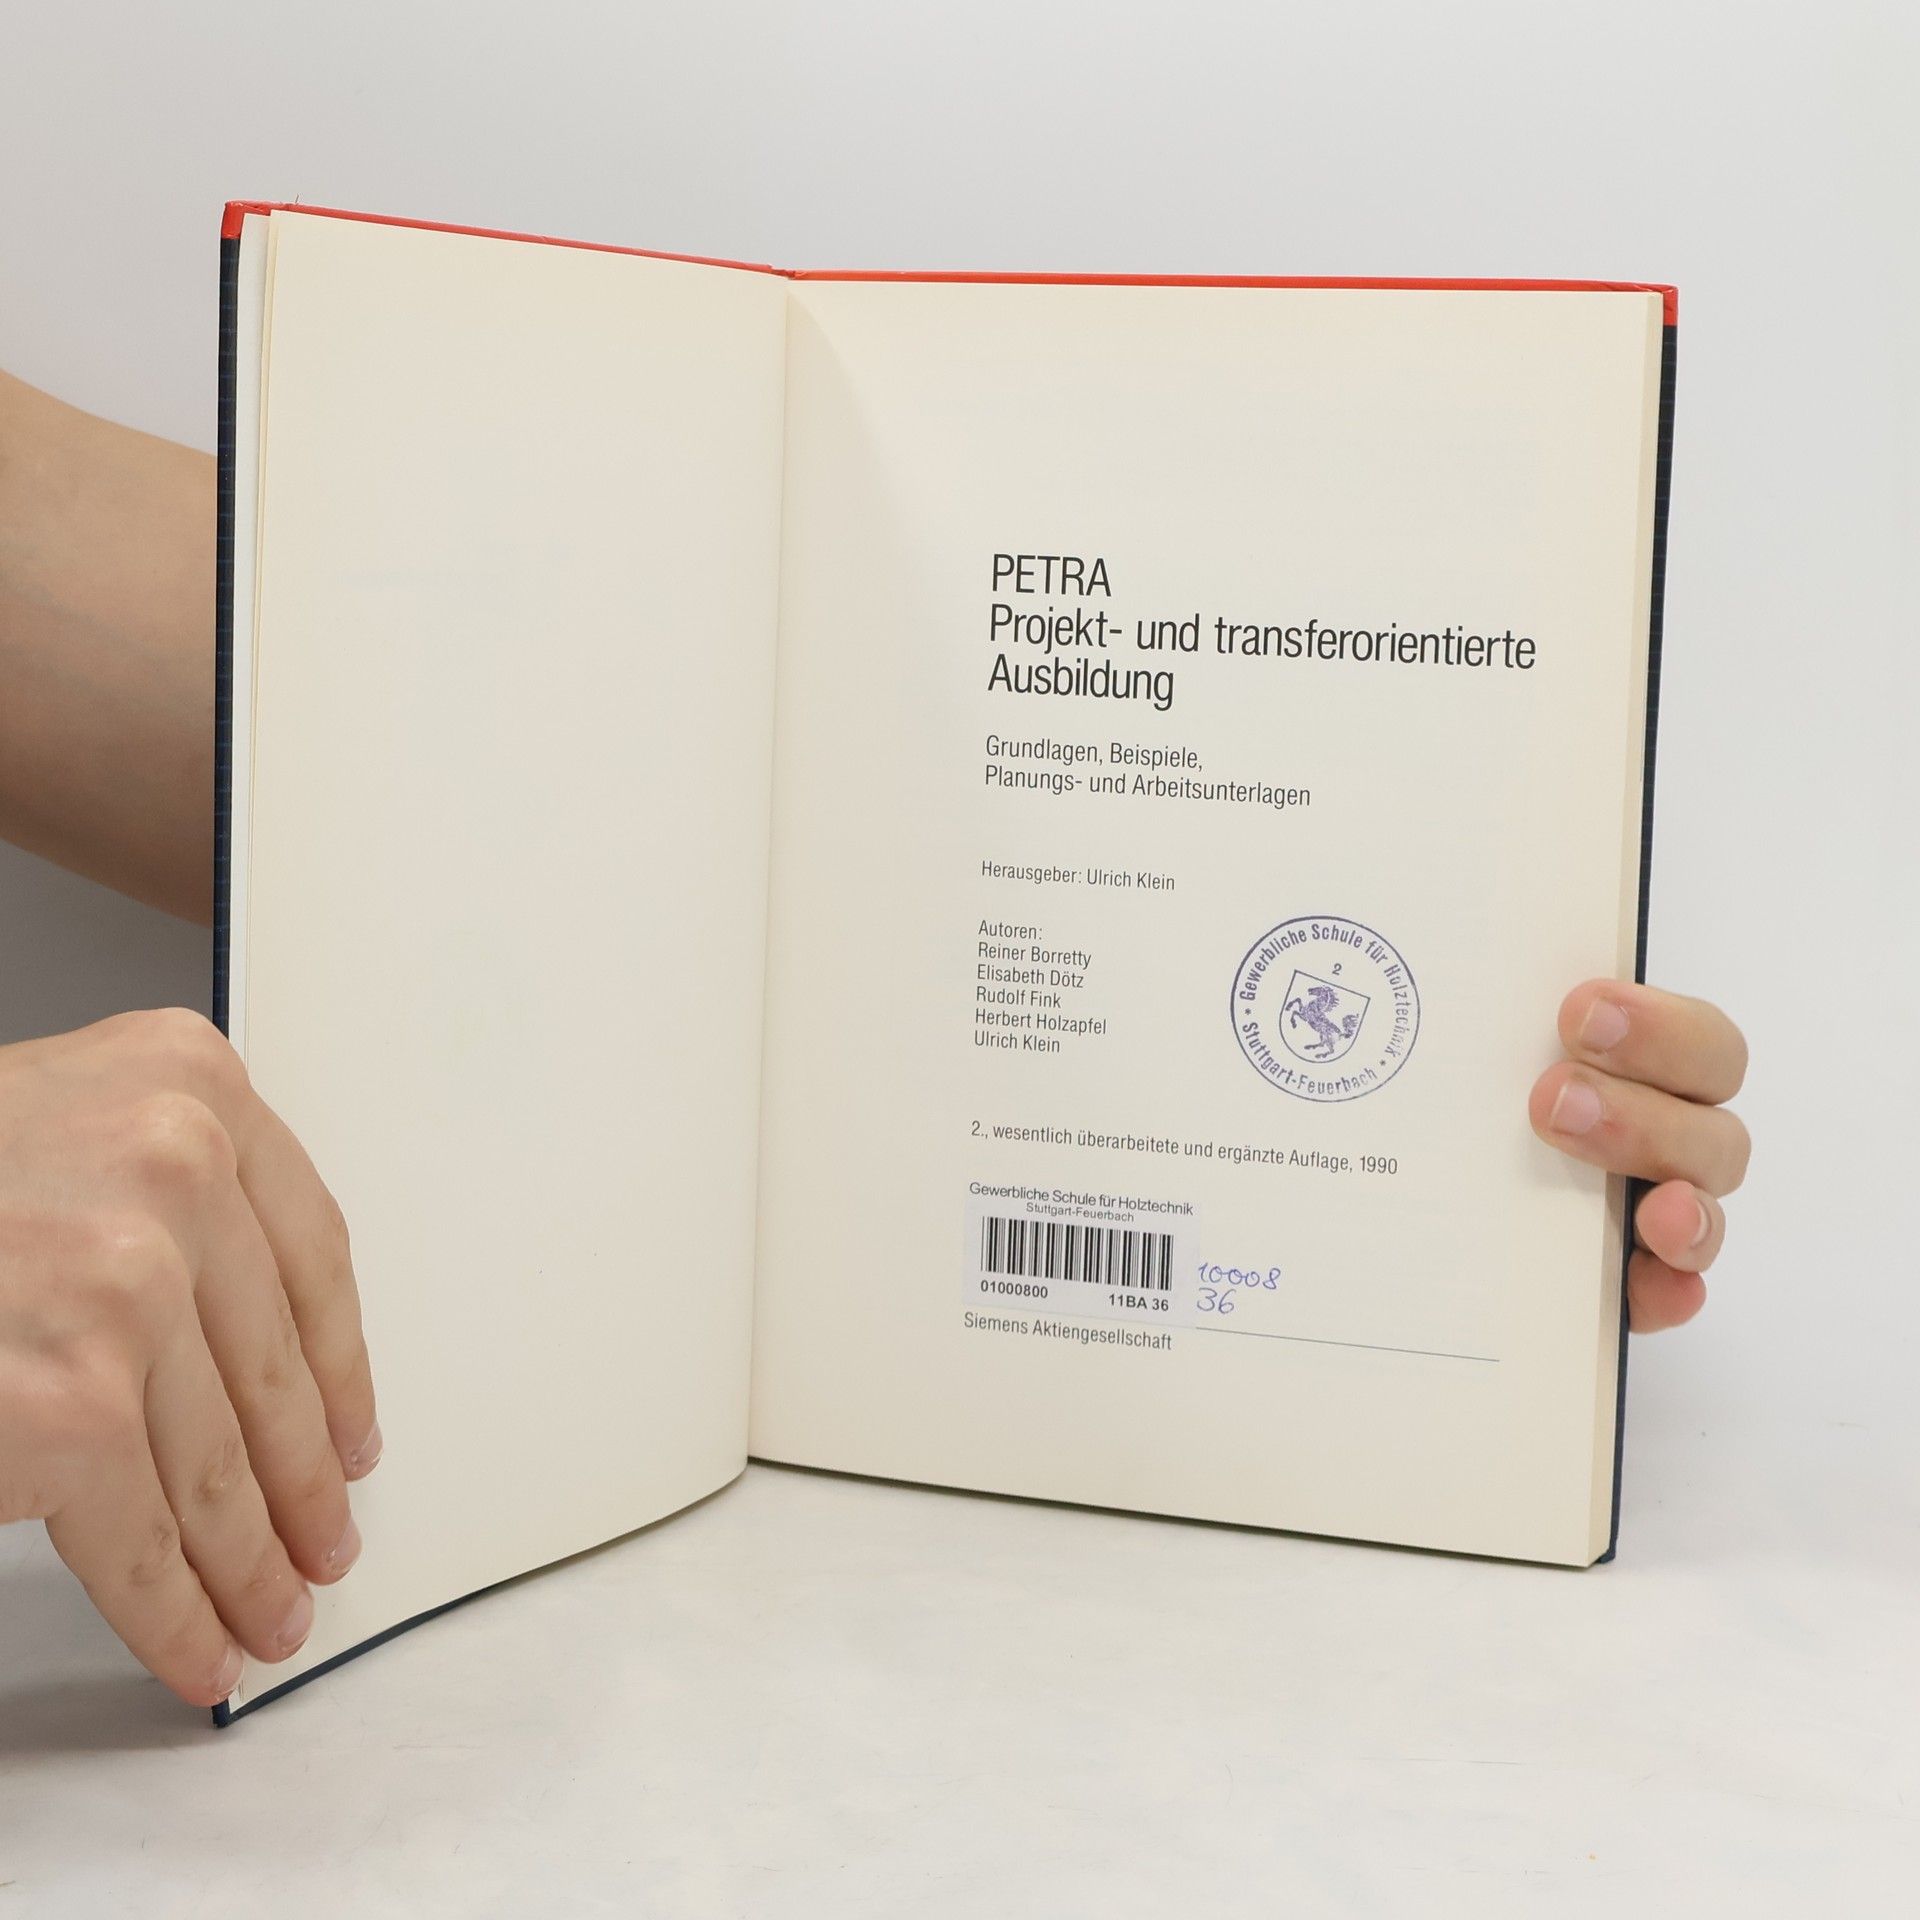 PETRA
Projekt- und transferorientierte
Ausbildung
Grundlagen, Beispiele,
Planungs- und Arbeitsunterlagen
Herausgeber: Ulrich Klein
Autoren:
Reiner Borretty
Elisabeth Dötz
Rudolf Fink
Herbert Holzapfel
Ulrich Klein
* Gewerbliche Schule für Holztechnik *
2
Stuttgart-Feuerbach
2., wesentlich überarbeitete und ergänzte Auflage, 1990
Gewerbliche Schule für Holztechnik
Stuttgart-Feuerbach
01000800 11BA 36
10008
36
Siemens Aktiengesellschaft